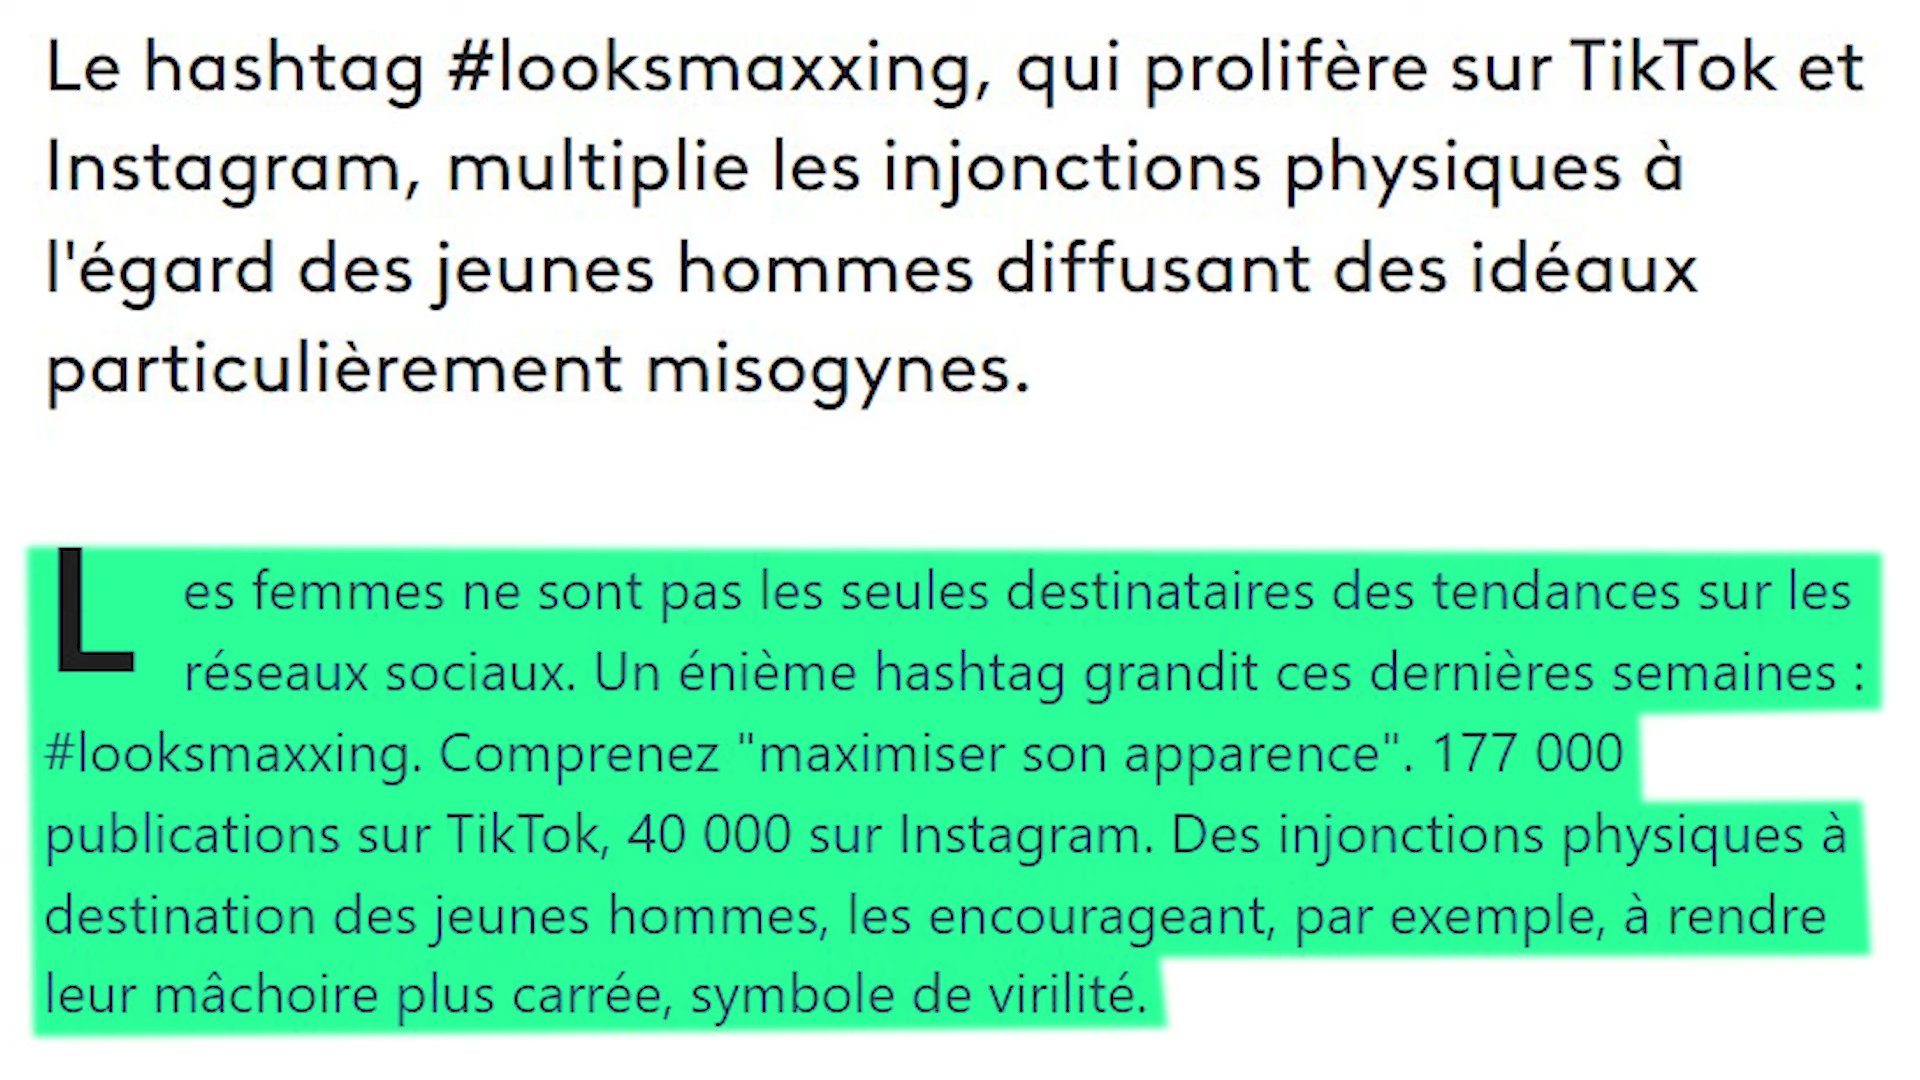 Le hashtag #looksmaxxing, qui prolifère sur TikTok et
Instagram, multiplie les injonctions physiques à
l'égard des jeunes hommes diffusant des idéaux
particulièrement misogynes.
Les femmes ne sont pas les seules destinataires des tendances sur les
réseaux sociaux. Un énième hashtag grandit ces dernières semaines :
#looksmaxxing. Comprenez "maximiser son apparence". 177 000
publications sur TikTok, 40 000 sur Instagram. Des injonctions physiques à
destination des jeunes hommes, les encourageant, par exemple, à rendre
leur mâchoire plus carrée, symbole de virilité.